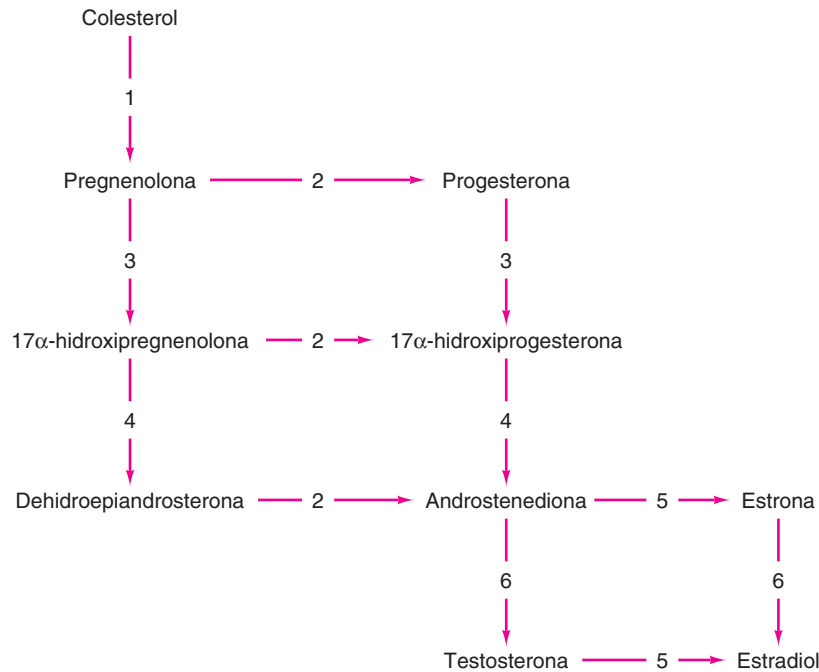 Colesterol
1
Pregnenolona 2 Progesterona
3 3
17α-hidroxipregnenolona 2 17α-hidroxiprogesterona
4 4
Dehidroepiandrosterona 2 Androstenediona 5 Estrona
6 6
Testosterona 5 Estradiol